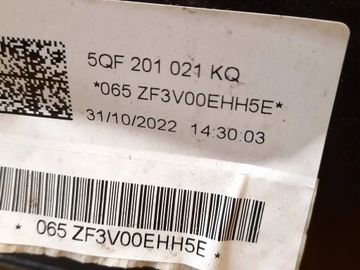 5QF 201 021 KQ
*065 ZF3V00EHH5E*
31/10/2022 14:30:03
* 065 ZF3V00EHH5E *